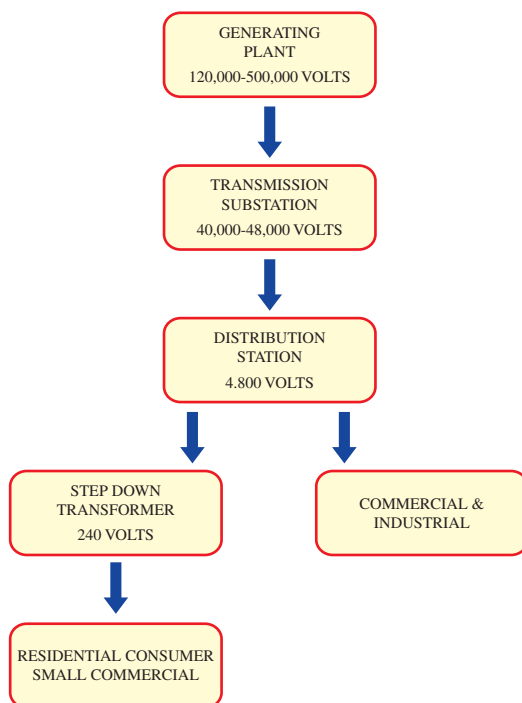 GENERATING
PLANT
120,000-500,000 VOLTS
TRANSMISSION
SUBSTATION
40,000-48,000 VOLTS
DISTRIBUTION
STATION
4.800 VOLTS
STEP DOWN
TRANSFORMER
240 VOLTS
COMMERCIAL &
INDUSTRIAL
RESIDENTIAL CONSUMER
SMALL COMMERCIAL